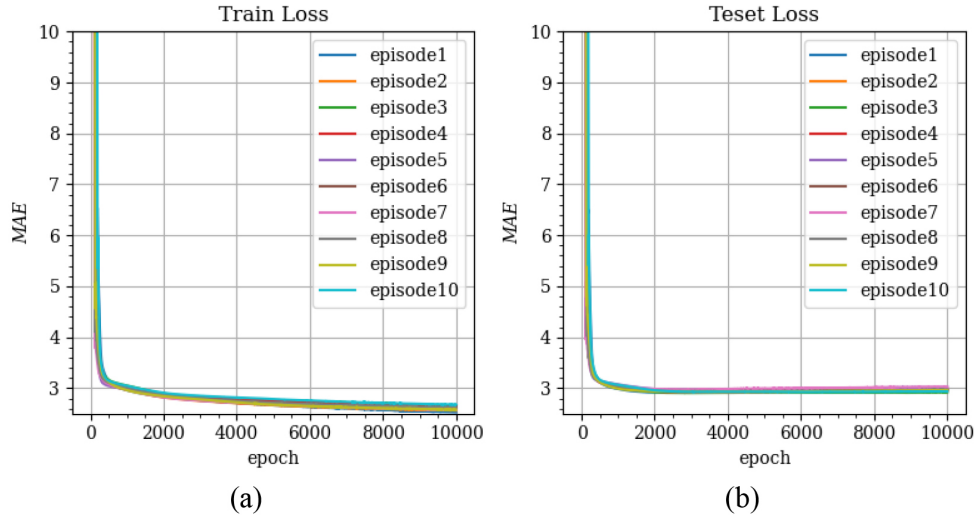 Train Loss
10
9
8
7
6
5
4
3
MAE
0
2000
4000
6000
8000
10000
epoch
episode1
episode2
episode3
episode4
episode5
episode6
episode7
episode8
episode9
episode10
(a)
Teset Loss
10
9
8
7
6
5
4
3
MAE
0
2000
4000
6000
8000
10000
epoch
episode1
episode2
episode3
episode4
episode5
episode6
episode7
episode8
episode9
episode10
(b)